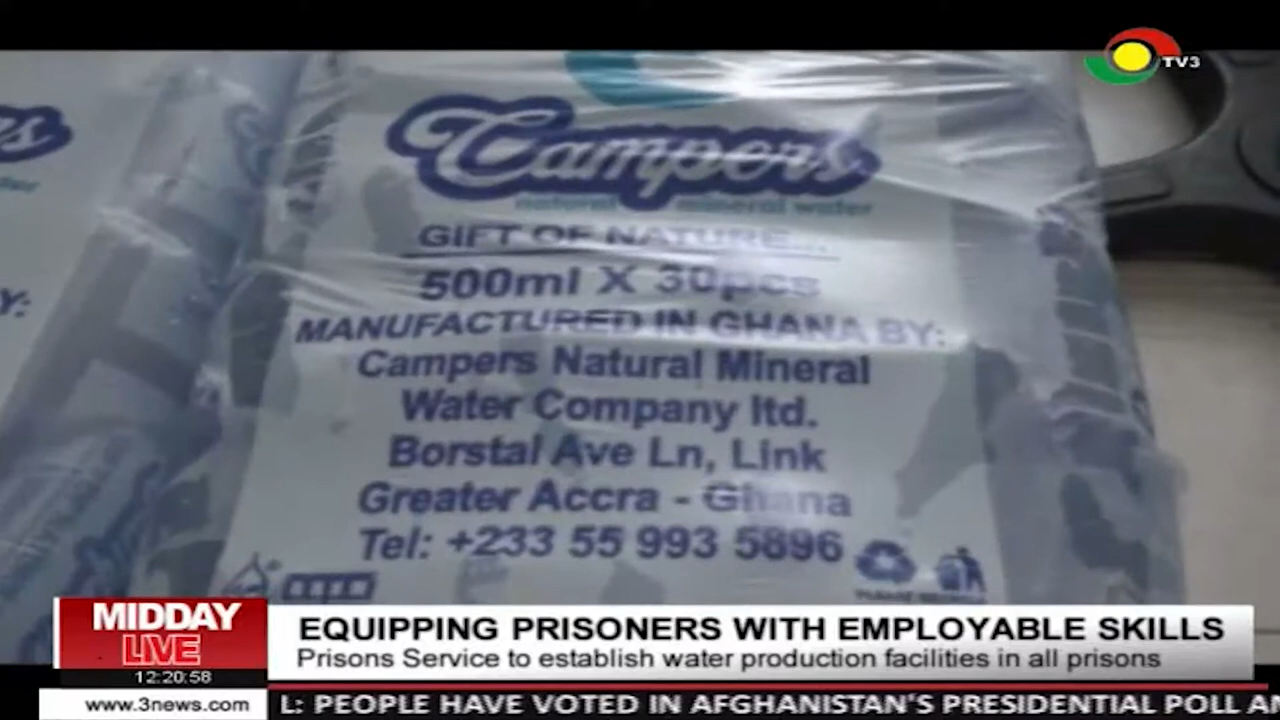 TV3
Campers
natural mineral water
GIFT OF NATURE...
500ml X 30pcs
MANUFACTURED IN GHANA BY:
Campers Natural Mineral
Water Company ltd.
Borstal Ave Ln, Link
Greater Accra - Ghana
Tel: +233 55 993 5896
Y:
MIDDAY
LIVE
12:20:58
www.3news.com
EQUIPPING PRISONERS WITH EMPLOYABLE SKILLS
Prisons Service to establish water production facilities in all prisons
L: PEOPLE HAVE VOTED IN AFGHANISTAN'S PRESIDENTIAL POLL